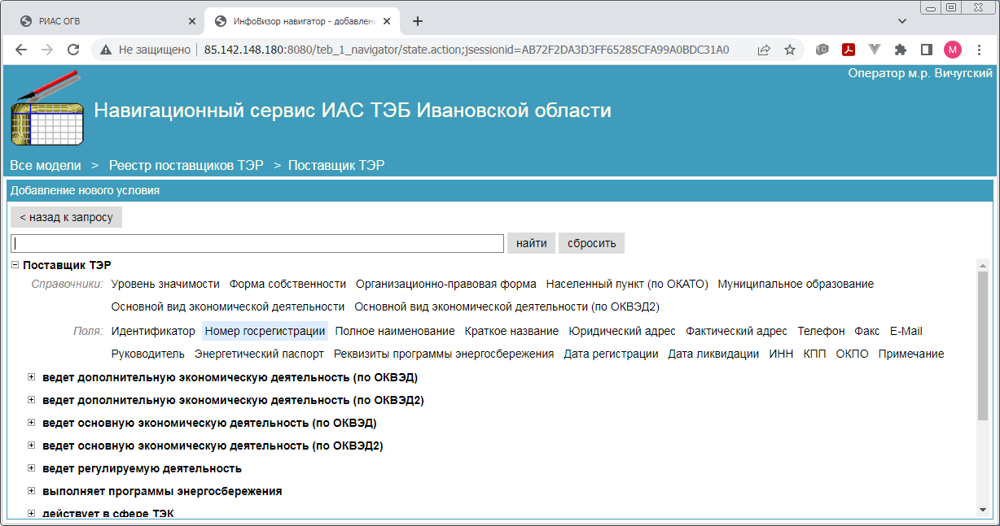 РИАС ОГВ
ИнфоВизор навигатор - добавлени
Не защищено | 85.142.148.180:8080/teb_1_navigator/state.action;jsessionid=AB72F2DA3D3FF65285CFA99A0BDC31A0
M
Оператор м.р. Вичугский
Навигационный сервис ИАС ТЭБ Ивановской области
Все модели > Реестр поставщиков ТЭР > Поставщик ТЭР
Добавление нового условия
< назад к запросу
найти сбросить
Поставщик ТЭР
Справочники: Уровень значимости Форма собственности Организационно-правовая форма Населенный пункт (по ОКАТО) Муниципальное образование
Основной вид экономической деятельности Основной вид экономической деятельности (по ОКВЭД2)
Поля: Идентификатор Номер госрегистрации Полное наименование Краткое название Юридический адрес Фактический адрес Телефон Факс E-Mail
Руководитель Энергетический паспорт Реквизиты программы энергосбережения Дата регистрации Дата ликвидации ИНН КПП ОКПО Примечание
ведет дополнительную экономическую деятельность (по ОКВЭД)
ведет дополнительную экономическую деятельность (по ОКВЭД2)
ведет основную экономическую деятельность (по ОКВЭД)
ведет основную экономическую деятельность (по ОКВЭД2)
ведет регулируемую деятельность
выполняет программы энергосбережения
действует в сфере ТЭК